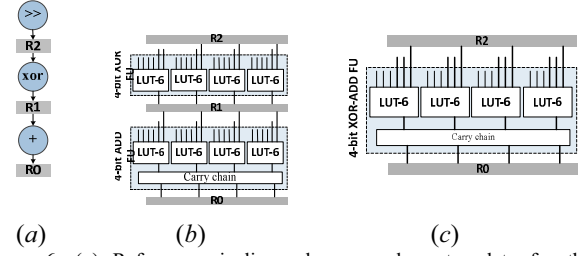 >>
R2
xor
R1
+
R0
(a)
R2
4-bit XOR FU
LUT-6 LUT-6 LUT-6 LUT-6
R1
4-bit ADD FU
LUT-6 LUT-6 LUT-6 LUT-6
Carry chain
R0
(b)
R2
4-bit XOR-ADD FU
LUT-6 LUT-6 LUT-6 LUT-6
Carry chain
R0
(c)